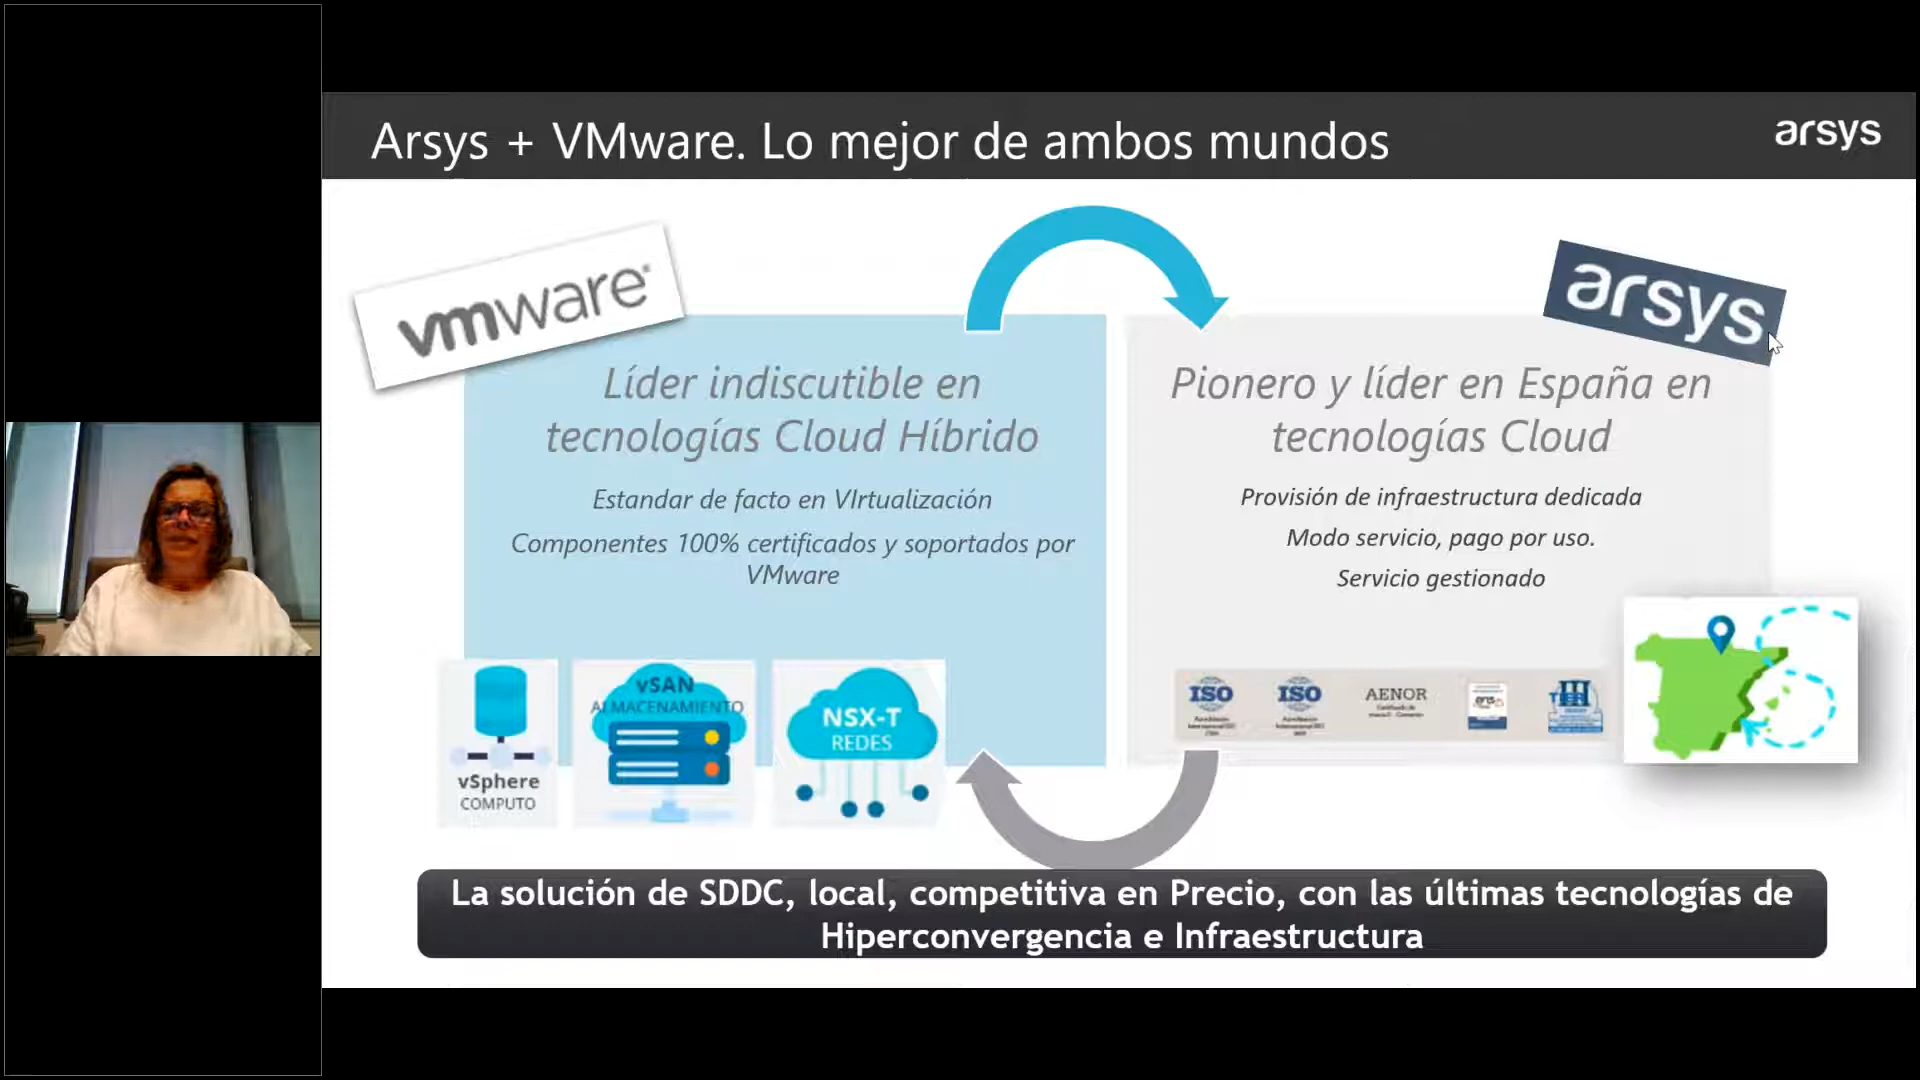 Arsys + VMware. Lo mejor de ambos mundos
arsys
vmware
arsys
Líder indiscutible en
tecnologías Cloud Híbrido
Estandar de facto en VIrtualización
Componentes 100% certificados y soportados por
VMware
Pionero y líder en España en
tecnologías Cloud
Provisión de infraestructura dedicada
Modo servicio, pago por uso.
Servicio gestionado
vSphere
COMPUTO
vSAN
ALMACENAMIENTO
NSX-T
REDES
ISO
ISO
AENOR
La solución de SDDC, local, competitiva en Precio, con las últimas tecnologías de
Hiperconvergencia e Infraestructura